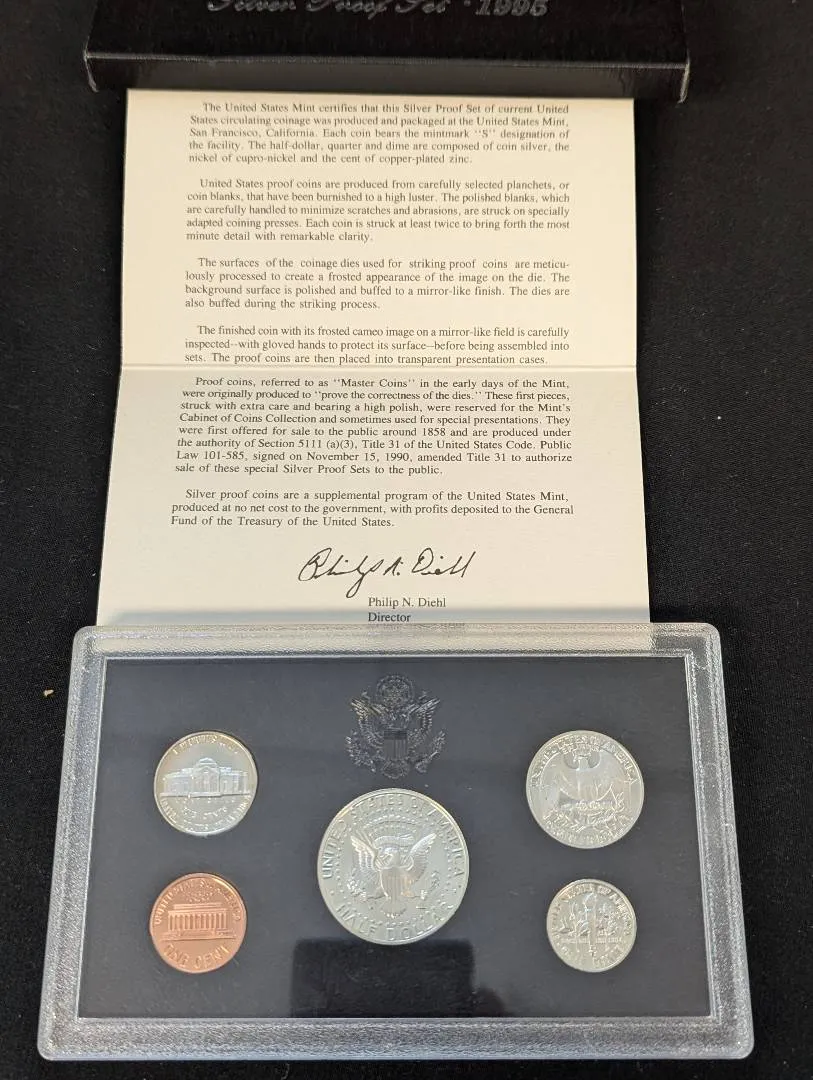 Silver Proof Set · 1995
The United States Mint certifies that this Silver Proof Set of current United
States circulating coinage was produced and packaged at the United States Mint,
San Francisco, California. Each coin bears the mintmark "S" designation of
the facility. The half-dollar, quarter and dime are composed of coin silver, the
nickel of cupro-nickel and the cent of copper-plated zinc.
United States proof coins are produced from carefully selected planchets, or
coin blanks, that have been burnished to a high luster. The polished blanks, which
are carefully handled to minimize scratches and abrasions, are struck on specially
adapted coining presses. Each coin is struck at least twice to bring forth the most
minute detail with remarkable clarity.
The surfaces of the coinage dies used for striking proof coins are meticu-
lously processed to create a frosted appearance of the image on the die. The
background surface is polished and buffed to a mirror-like finish. The dies are
also buffed during the striking process.
The finished coin with its frosted cameo image on a mirror-like field is carefully
inspected--with gloved hands to protect its surface--before being assembled into
sets. The proof coins are then placed into transparent presentation cases.
Proof coins, referred to as "Master Coins" in the early days of the Mint,
were originally produced to "prove the correctness of the dies." These first pieces,
struck with extra care and bearing a high polish, were reserved for the Mint's
Cabinet of Coins Collection and sometimes used for special presentations. They
were first offered for sale to the public around 1858 and are produced under
the authority of Section 5111 (a)(3), Title 31 of the United States Code. Public
Law 101-585, signed on November 15, 1990, amended Title 31 to authorize
sale of these special Silver Proof Sets to the public.
Silver proof coins are a supplemental program of the United States Mint,
produced at no net cost to the government, with profits deposited to the General
Fund of the Treasury of the United States.
Philip N. Diehl
Philip N. Diehl
Director
UNITED STATES OF AMERICA
HALF DOLLAR
UNITED STATES OF AMERICA
ONE CENT